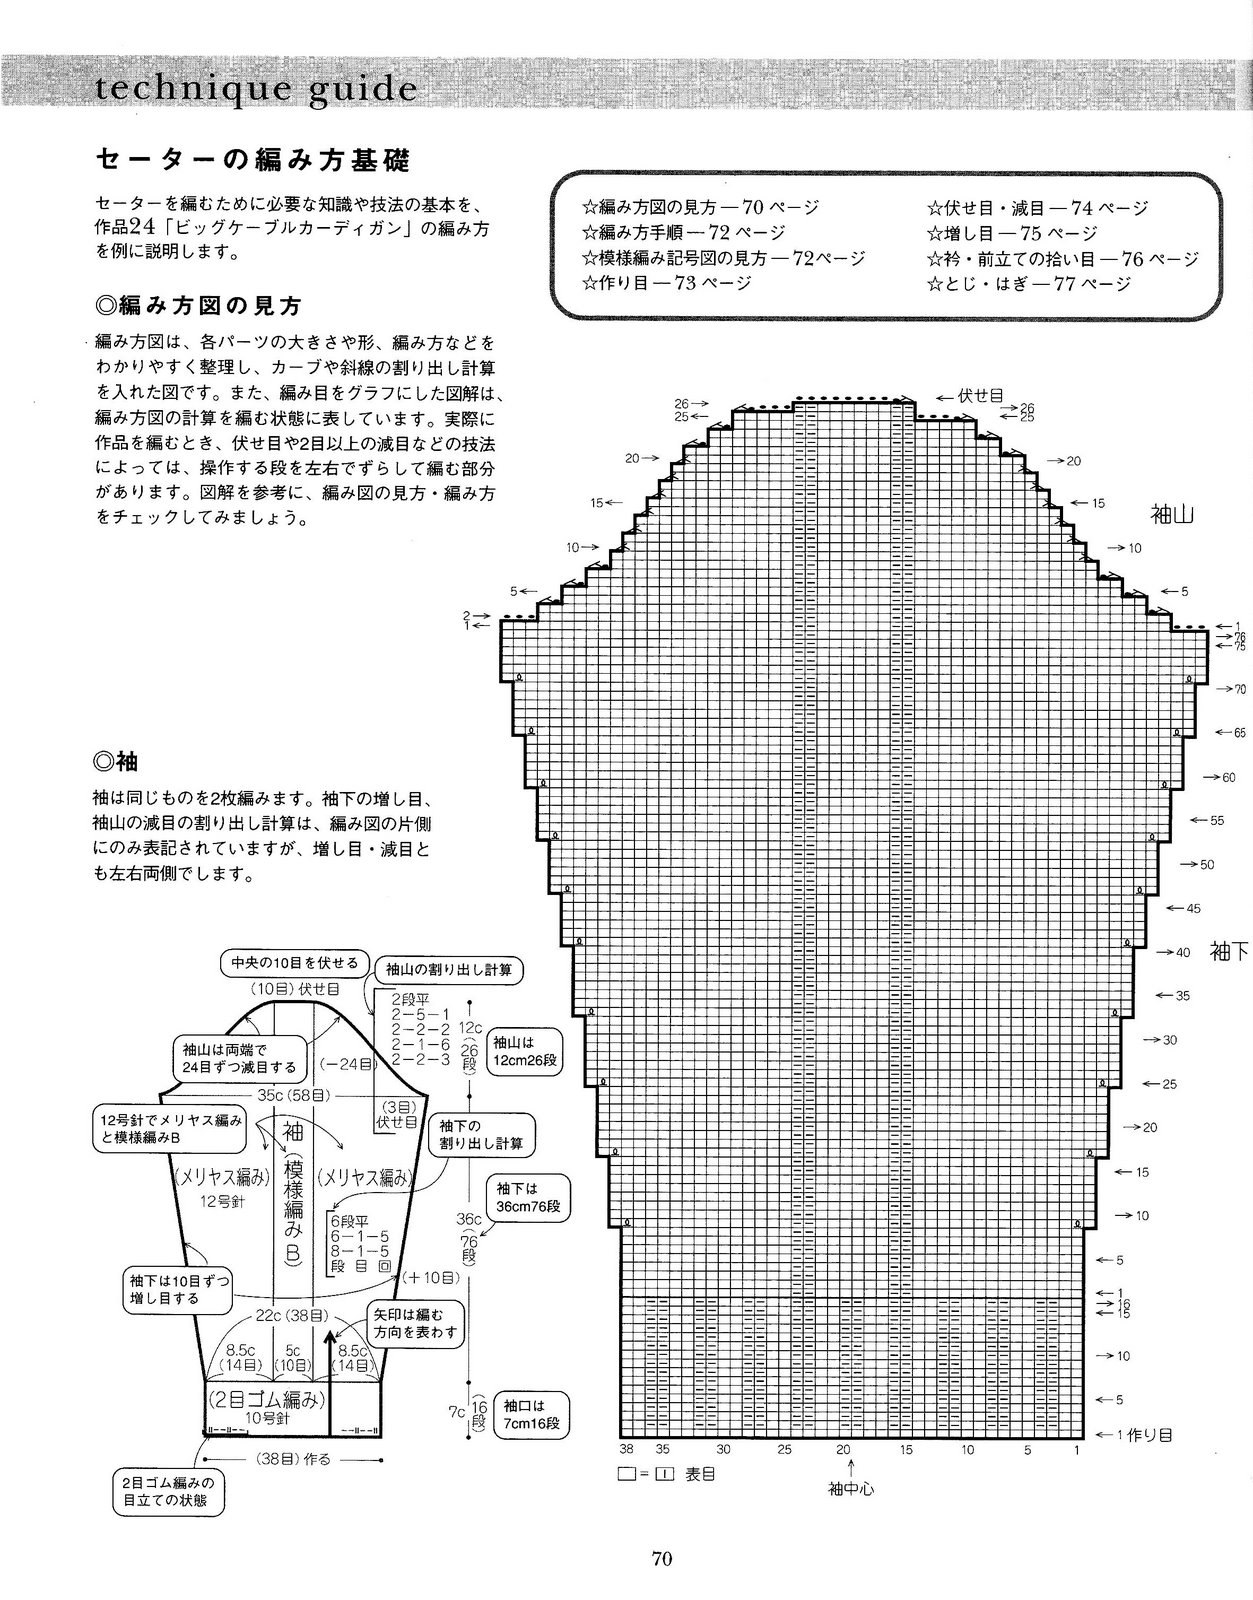 technique guide
セーターの編み方基礎
セーターを編むために必要な知識や技法の基本を、
作品24「ビッグケーブルカーディガン」の編み方
を例に説明します。
☆編み方図の見方 — 70 ページ
☆編み方手順 — 72 ページ
☆模様編み記号図の見方 — 72ページ
☆作り目 — 73 ページ
☆伏せ目・減目 — 74 ページ
☆増し目 — 75 ページ
☆衿・前立ての拾い目 — 76 ページ
☆とじ・はぎ — 77 ページ
◎編み方図の見方
編み方図は、各パーツの大きさや形、編み方などを
わかりやすく整理し、カーブや斜線の割り出し計算
を入れた図です。また、編み目をグラフにした図解は、
編み方図の計算を編む状態に表しています。実際に
作品を編むとき、伏せ目や2目以上の減目などの技法
によっては、操作する段を左右でずらして編む部分
があります。図解を参考に、編み図の見方・編み方
をチェックしてみましょう。
◎袖
袖は同じものを2枚編みます。袖下の増し目、
袖山の減目の割り出し計算は、編み図の片側
にのみ表記されていますが、増し目・減目と
も左右両側でします。
中央の10目を伏せる
(10目) 伏せ目
袖山の割り出し計算
2段平
2-5-1
2-2-2
2-1-6
2-2-3
12c
(26段)
袖山は
12cm26段
袖山は両端で
24目ずつ減目する
(-24目)
35c (58目)
(3目)
伏せ目
12号針でメリヤス編み
と模様編みB
袖下の
割り出し計算
袖(模様編みB)
(メリヤス編み)
12号針
(メリヤス編み)
6段平
6-1-5
8-1-5
段 目 回
36c
(76段)
袖下は
36cm76段
袖下は10目ずつ
増し目する
(+10目)
22c (38目)
矢印は編む
方向を表わす
8.5c
(14目)
5c
(10目)
8.5c
(14目)
(2目ゴム編み)
10号針
7c
(16段)
袖口は
7cm16段
(38目) 作る
2目ゴム編みの
目立ての状態
26→
25←
20→
15←
10→
5←
2→
1←
←伏せ目
→26
←25
→20
←15
→10
←5
←1
袖山
→76
←75
→70
←65
→60
←55
→50
←45
→40
←35
→30
←25
→20
←15
→10
←5
←1
袖下
→16
←15
→10
←5
←1 作り目
38 35 30 25 20 15 10 5 1
↑
袖中心
□=｜ 表目
70